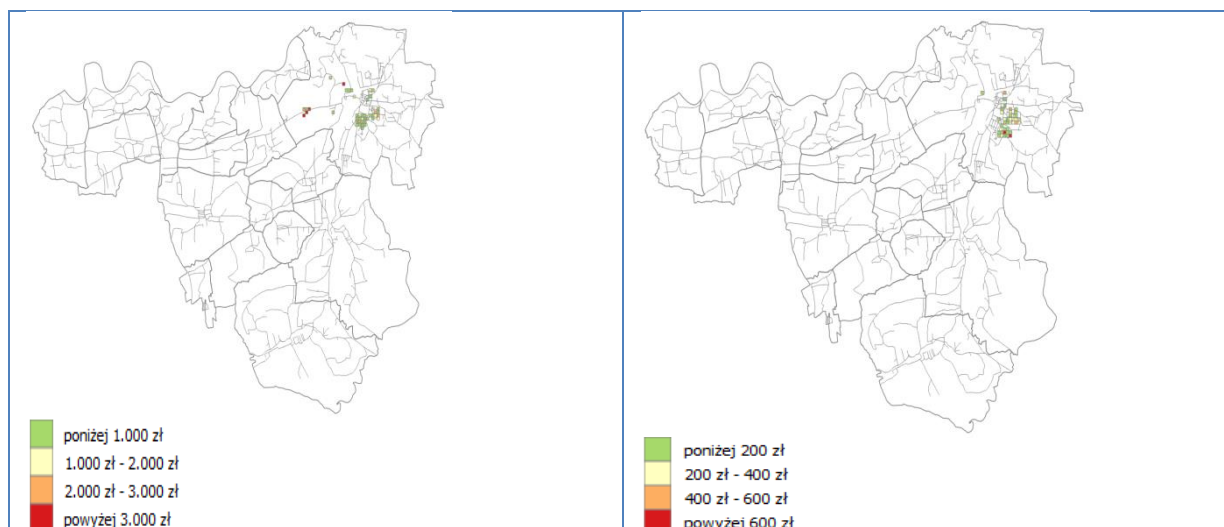 poniżej 1.000 zł
1.000 zł - 2.000 zł
2.000 zł - 3.000 zł
powyżej 3.000 zł
poniżej 200 zł
200 zł - 400 zł
400 zł - 600 zł
powyżej 600 zł